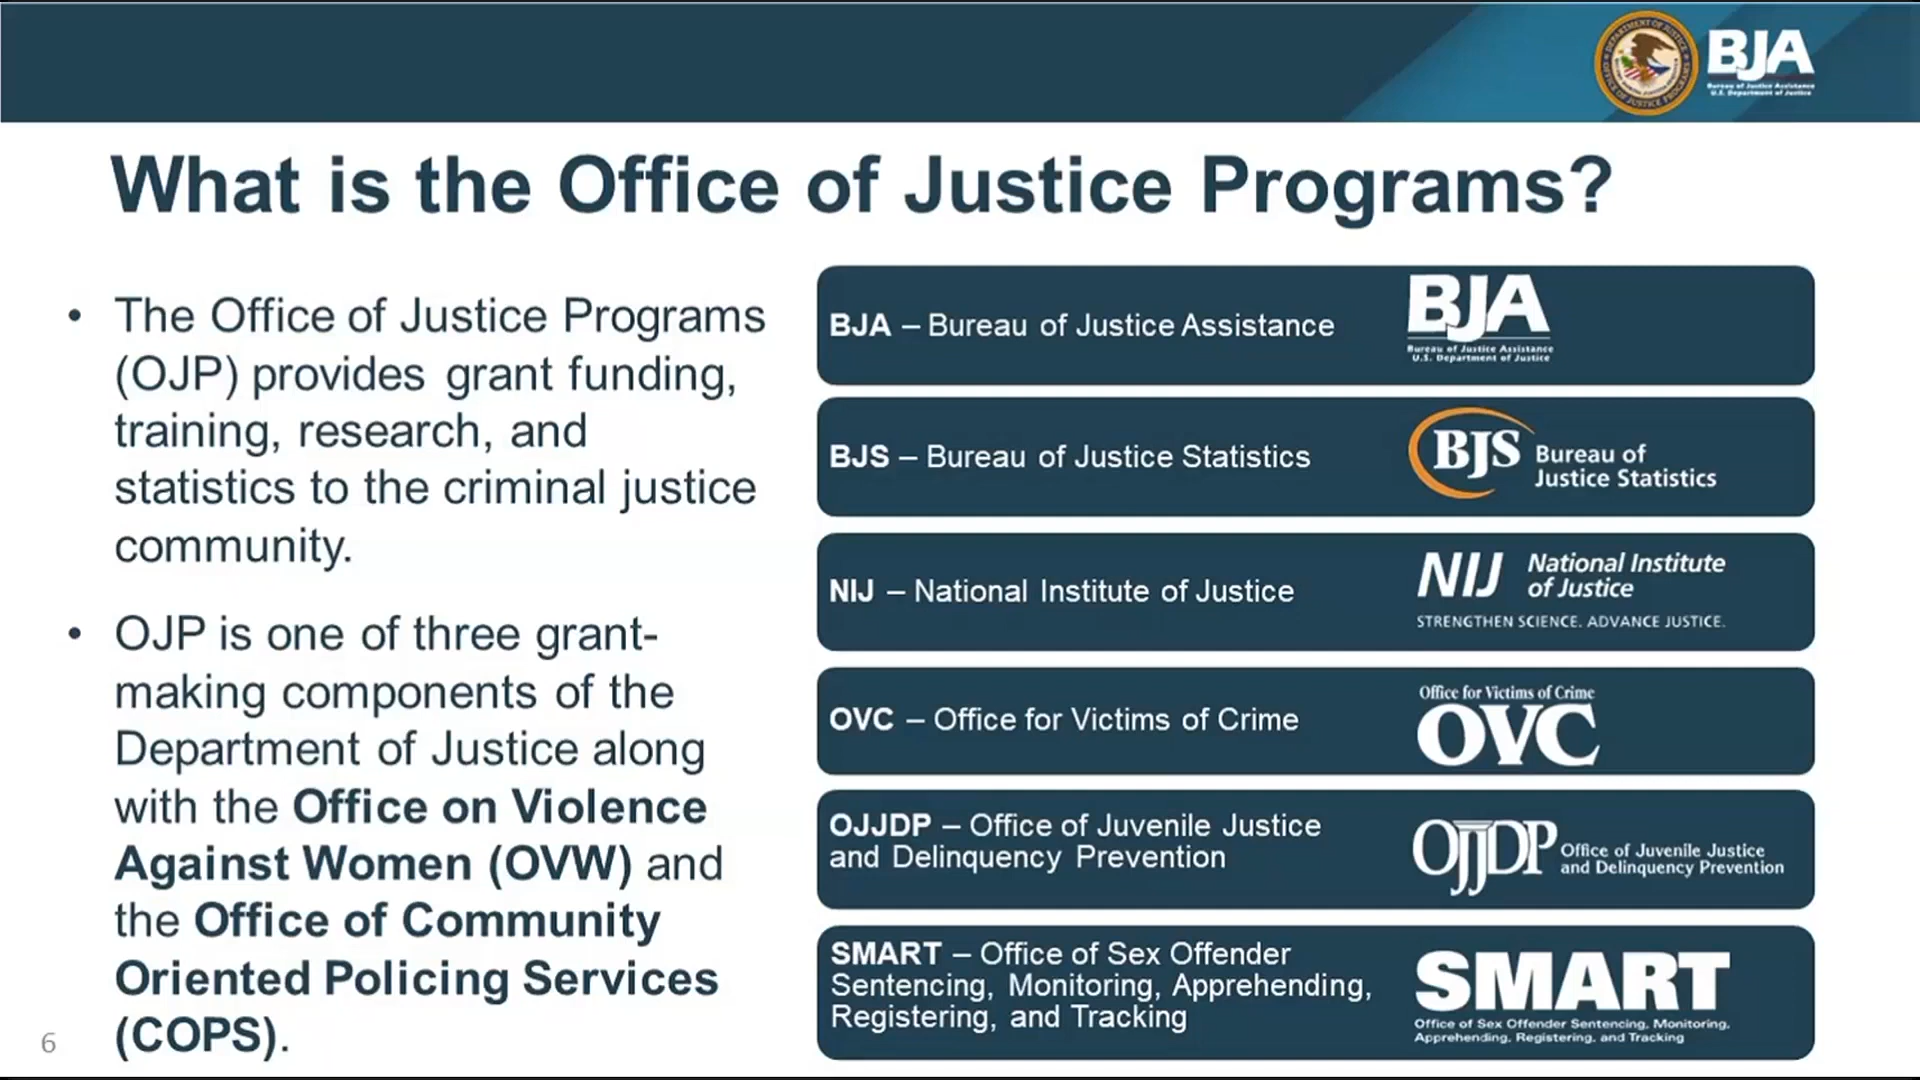 BJA
Bureau of Justice Assistance
U.S. Department of Justice
What is the Office of Justice Programs?
• The Office of Justice Programs
(OJP) provides grant funding,
training, research, and
statistics to the criminal justice
community.
• OJP is one of three grant-
making components of the
Department of Justice along
with the Office on Violence
Against Women (OVW) and
the Office of Community
Oriented Policing Services
(COPS).
BJA – Bureau of Justice Assistance
BJA
Bureau of Justice Assistance
U.S. Department of Justice
BJS – Bureau of Justice Statistics
BJS Bureau of
Justice Statistics
NIJ – National Institute of Justice
NIJ National Institute
of Justice
STRENGTHEN SCIENCE. ADVANCE JUSTICE.
OVC – Office for Victims of Crime
Office for Victims of Crime
OVC
OJJDP – Office of Juvenile Justice
and Delinquency Prevention
OJJDP Office of Juvenile Justice
and Delinquency Prevention
SMART – Office of Sex Offender
Sentencing, Monitoring, Apprehending,
Registering, and Tracking
SMART
Office of Sex Offender Sentencing, Monitoring,
Apprehending, Registering, and Tracking
6